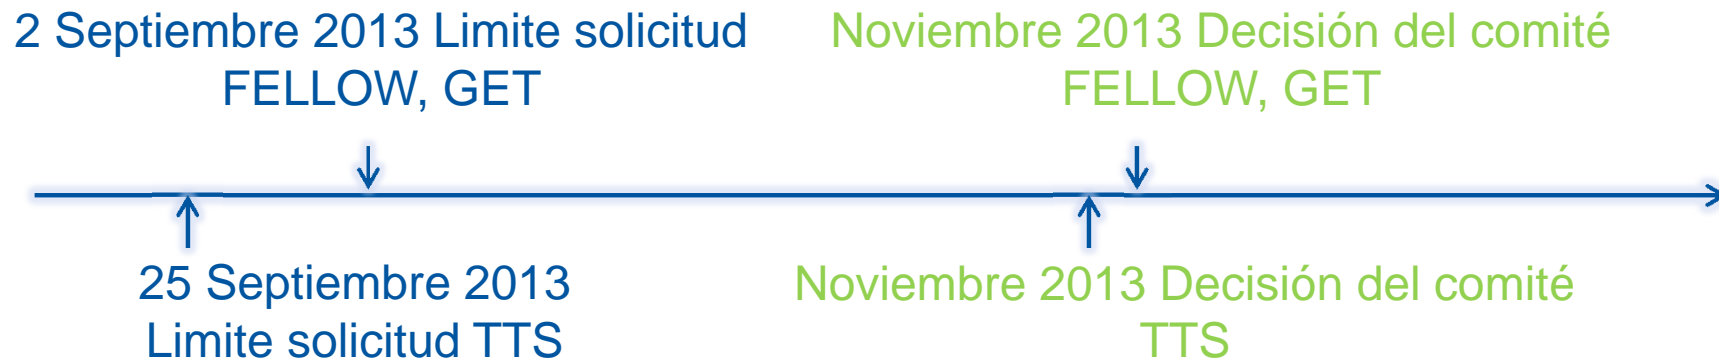 2 Septiembre 2013 Limite solicitud
FELLOW, GET
Noviembre 2013 Decisión del comité
FELLOW, GET
25 Septiembre 2013
Limite solicitud TTS
Noviembre 2013 Decisión del comité
TTS